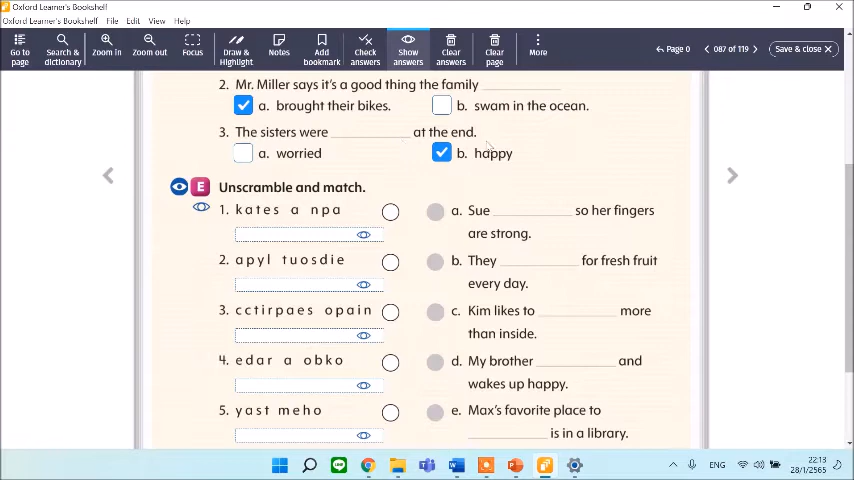 Oxford Learner's Bookshelf
Oxford Learner's Bookshelf File Edit View Help
Go to page
Search & dictionary
Zoom in
Zoom out
Focus
Draw & Highlight
Notes
Add bookmark
Check answers
Show answers
Clear answers
Clear page
More
Page 0
087 of 119
Save & close X
2. Mr. Miller says it's a good thing the family
a. brought their bikes. b. swam in the ocean.
3. The sisters were at the end.
a. worried b. happy
E Unscramble and match.
1. kates a npa
a. Sue so her fingers
are strong.
2. apyl tuosdie
b. They for fresh fruit
every day.
3. cctirpaes opain
c. Kim likes to more
than inside.
4. edar a obko
d. My brother and
wakes up happy.
5. yast meho
e. Max's favorite place to
is in a library.
ENG
22:13
28/1/2565